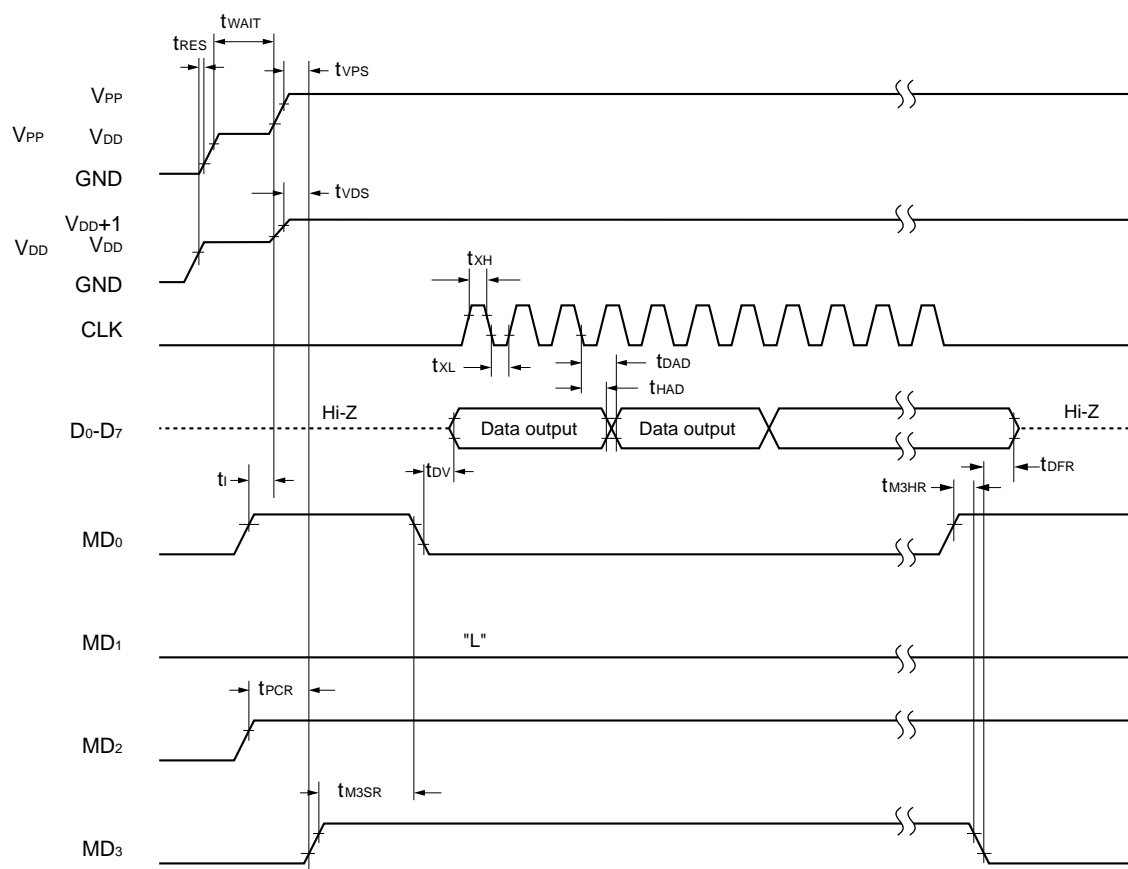 tWAIT
tRES
tVPS
VPP
VPP VDD
GND
tVDS
VDD+1
VDD VDD
GND
tXH
CLK
tXL
tDAD
tHAD
Hi-Z
Hi-Z
D0-D7
Data output
Data output
tI
tDV
tM3HR
tDFR
MD0
MD1
"L"
tPCR
MD2
tM3SR
MD3